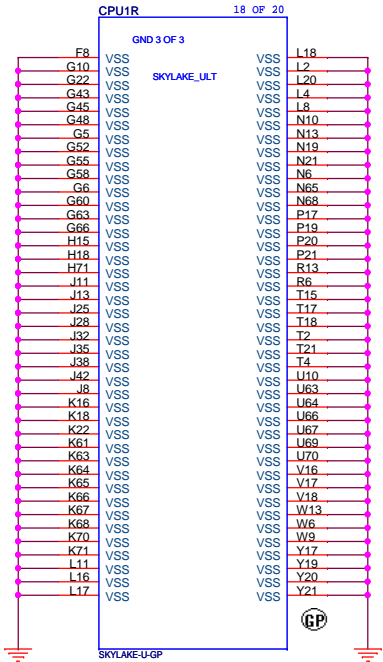 CPU1R 18 OF 20
GND 3 OF 3
SKYLAKE_ULT
F8 VSS VSS L18
G10 VSS VSS L2
G22 VSS VSS L20
G43 VSS VSS L4
G45 VSS VSS L8
G48 VSS VSS N10
G5 VSS VSS N13
G52 VSS VSS N19
G55 VSS VSS N21
G58 VSS VSS N6
G6 VSS VSS N65
G60 VSS VSS N68
G63 VSS VSS P17
G66 VSS VSS P19
H15 VSS VSS P20
H18 VSS VSS P21
H71 VSS VSS R13
J11 VSS VSS R6
J13 VSS VSS T15
J25 VSS VSS T17
J28 VSS VSS T18
J32 VSS VSS T2
J35 VSS VSS T21
J38 VSS VSS T4
J42 VSS VSS U10
J8 VSS VSS U63
K16 VSS VSS U64
K18 VSS VSS U66
K22 VSS VSS U67
K61 VSS VSS U69
K63 VSS VSS U70
K64 VSS VSS V16
K65 VSS VSS V17
K66 VSS VSS V18
K67 VSS VSS W13
K68 VSS VSS W6
K70 VSS VSS W9
K71 VSS VSS Y17
L11 VSS VSS Y19
L16 VSS VSS Y20
L17 VSS VSS Y21
GP
SKYLAKE-U-GP